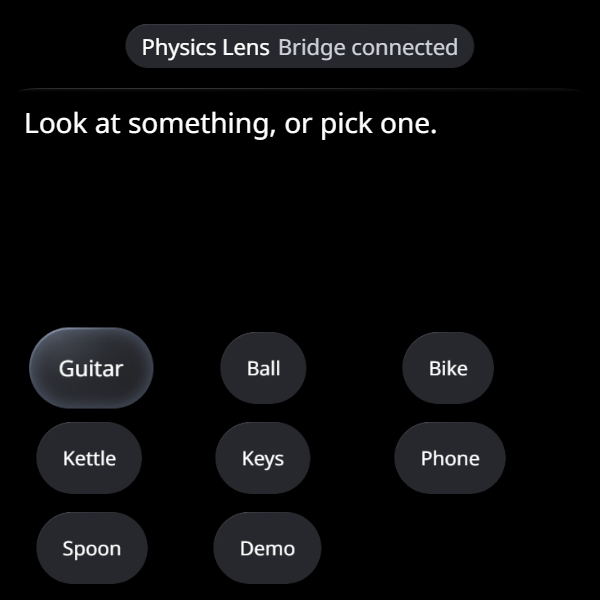 Physics Lens Bridge connected
Look at something, or pick one.
Guitar Ball Bike
Kettle Keys Phone
Spoon Demo